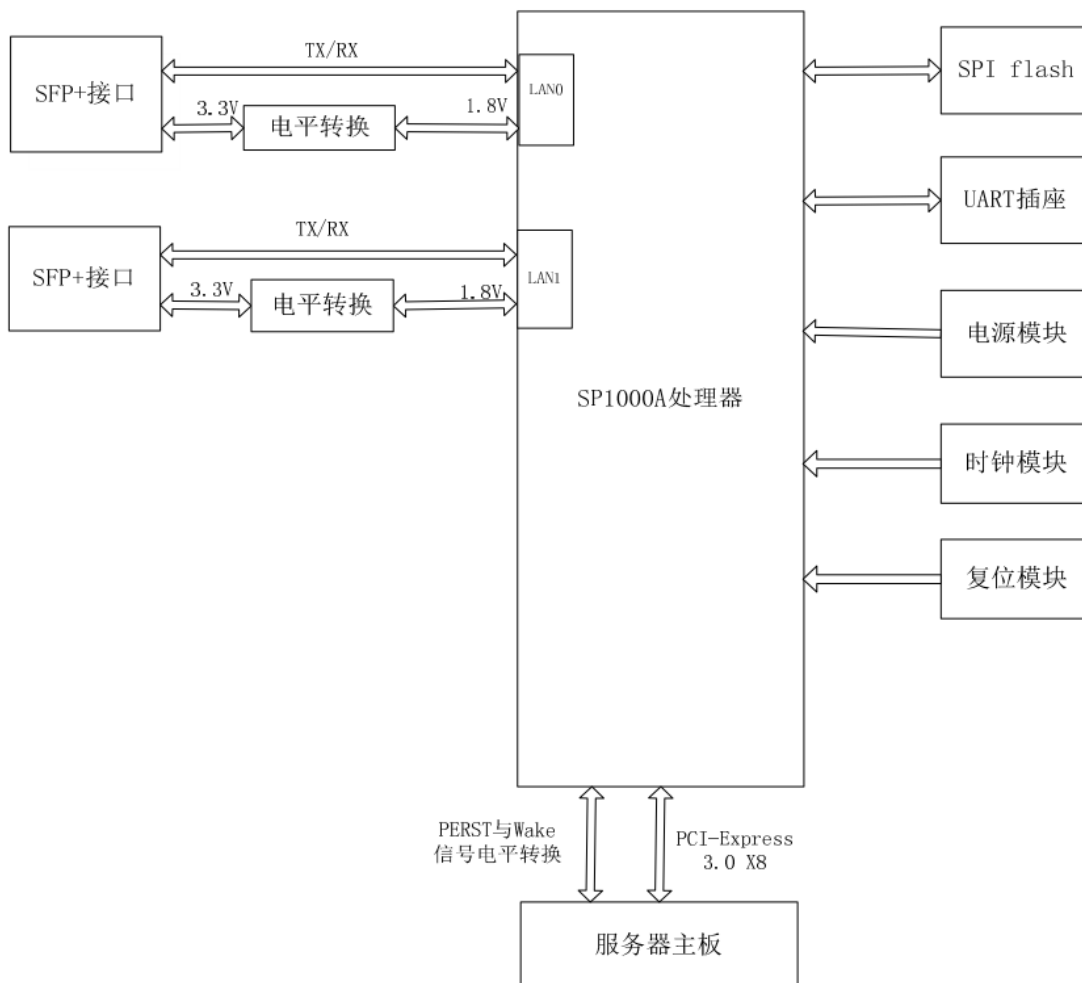 TX/RX
SFP+接口
3.3V
电平转换
1.8V
LAN0
SPI flash
UART插座
TX/RX
SFP+接口
3.3V
电平转换
1.8V
LAN1
电源模块
SP1000A处理器
时钟模块
复位模块
PERST与Wake
信号电平转换
PCI-Express
3.0 X8
服务器主板